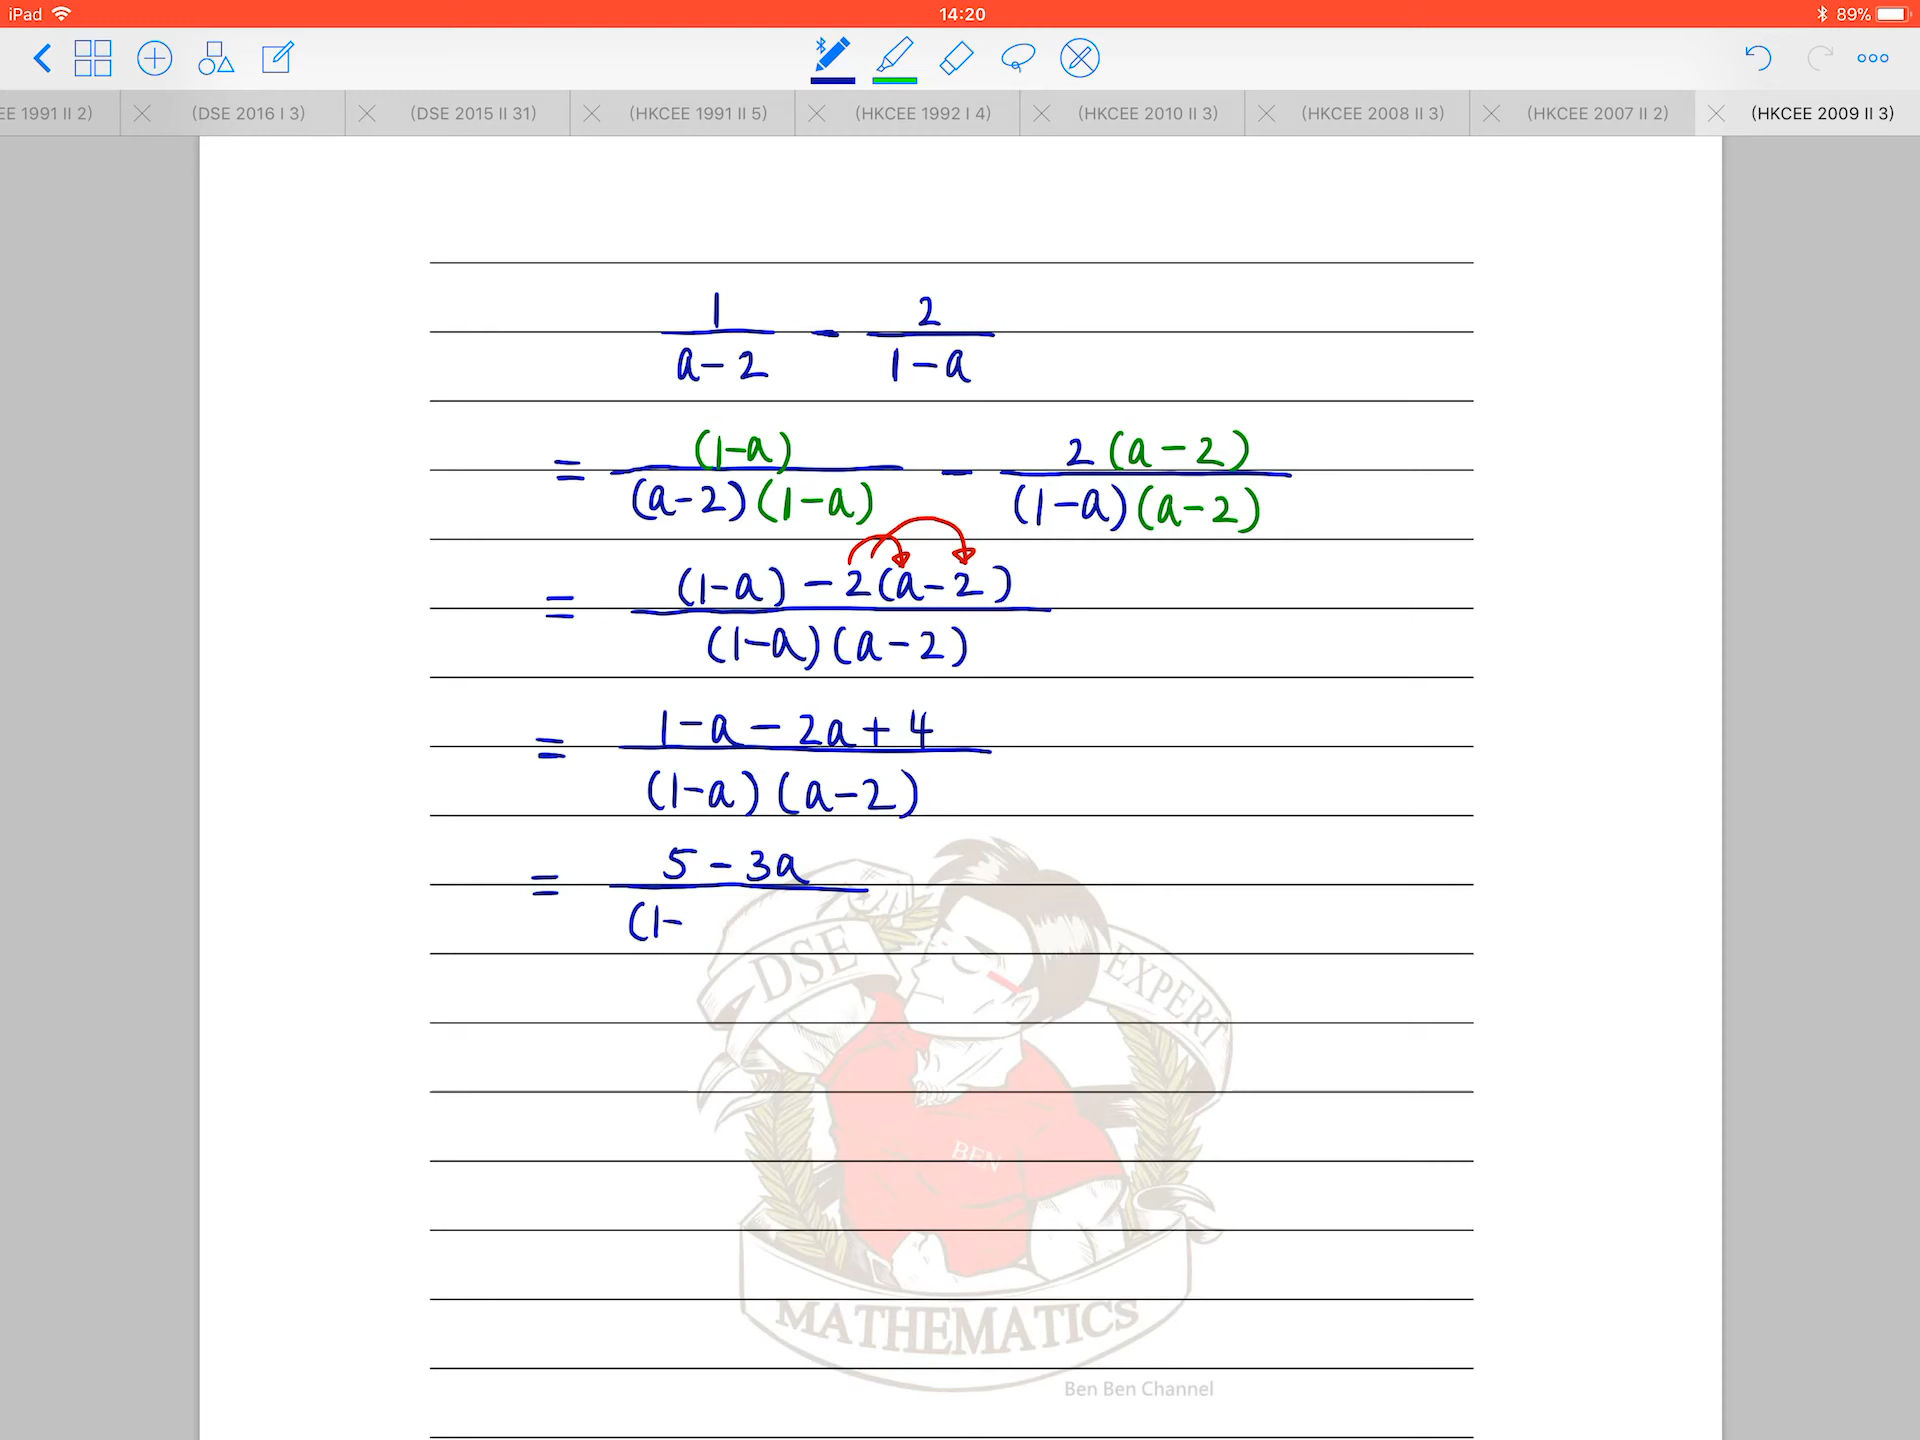 iPad 14:20 89%
EE 1991 II 2) (DSE 2016 I 3) (DSE 2015 II 31) (HKCEE 1991 II 5) (HKCEE 1992 I 4) (HKCEE 2010 II 3) (HKCEE 2008 II 3) (HKCEE 2007 II 2) (HKCEE 2009 II 3)
1 2
— - —
a-2 1-a
(1-a) 2(a-2)
= — - —
(a-2)(1-a) (1-a)(a-2)
(1-a)-2(a-2)
= —
(1-a)(a-2)
1-a-2a+4
= —
(1-a)(a-2)
5-3a
= —
(1-
DSE EXPERT
BEN
MATHEMATICS
Ben Ben Channel